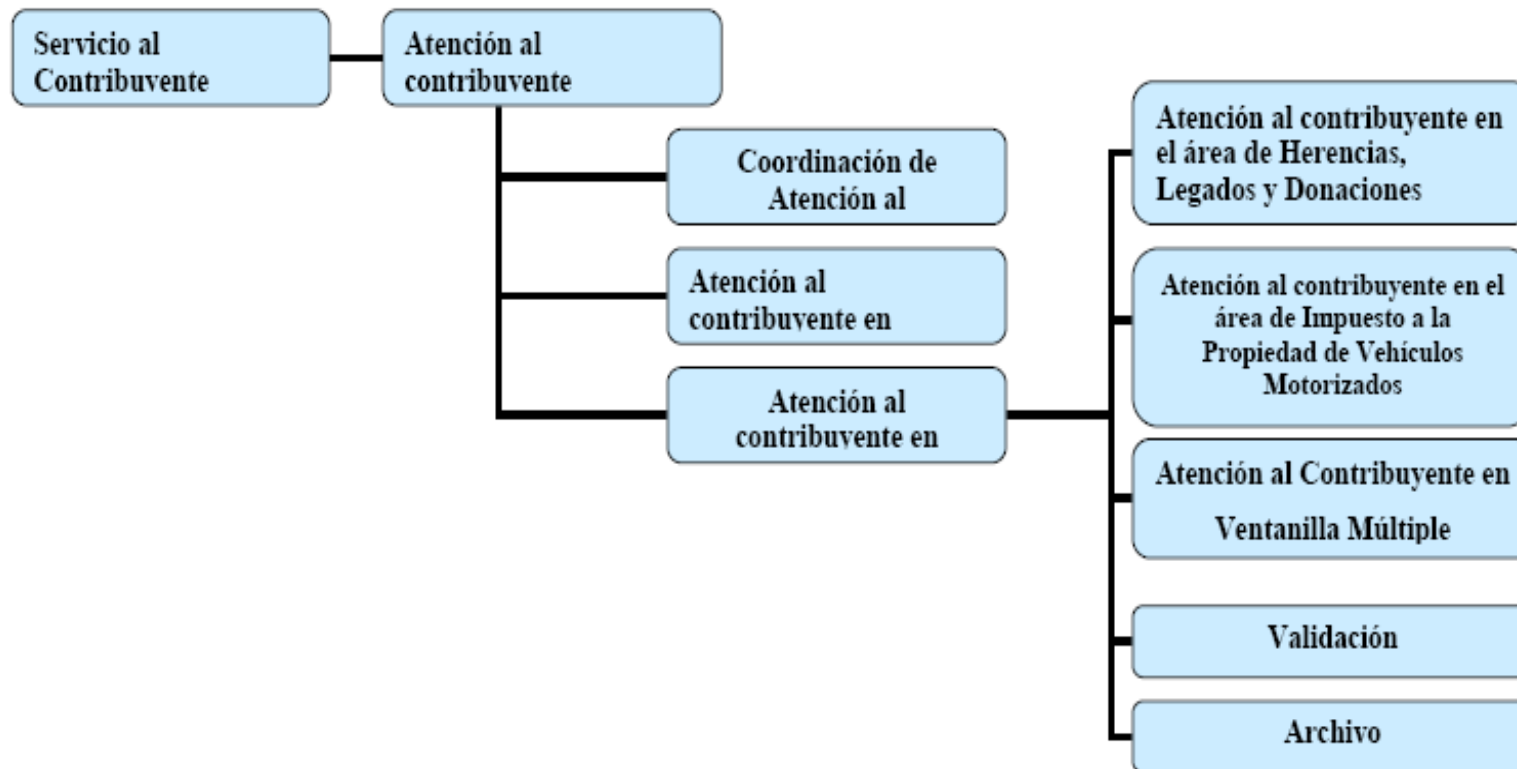 Servicio al
Contribuyente
Atención al
contribuyente
Coordinación de
Atención al
Atención al
contribuyente en
Atención al
contribuyente en
Atención al contribuyente en
el área de Herencias,
Legados y Donaciones
Atención al contribuyente en el
área de Impuesto a la
Propiedad de Vehículos
Motorizados
Atención al Contribuyente en
Ventanilla Múltiple
Validación
Archivo